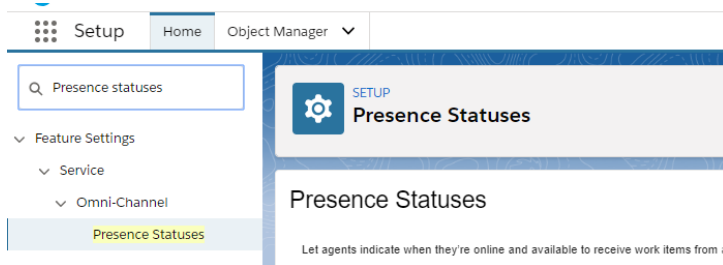 Setup Home Object Manager
Presence statuses
SETUP
Presence Statuses
Feature Settings
Service
Omni-Channel
Presence Statuses
Presence Statuses
Let agents indicate when they're online and available to receive work items from